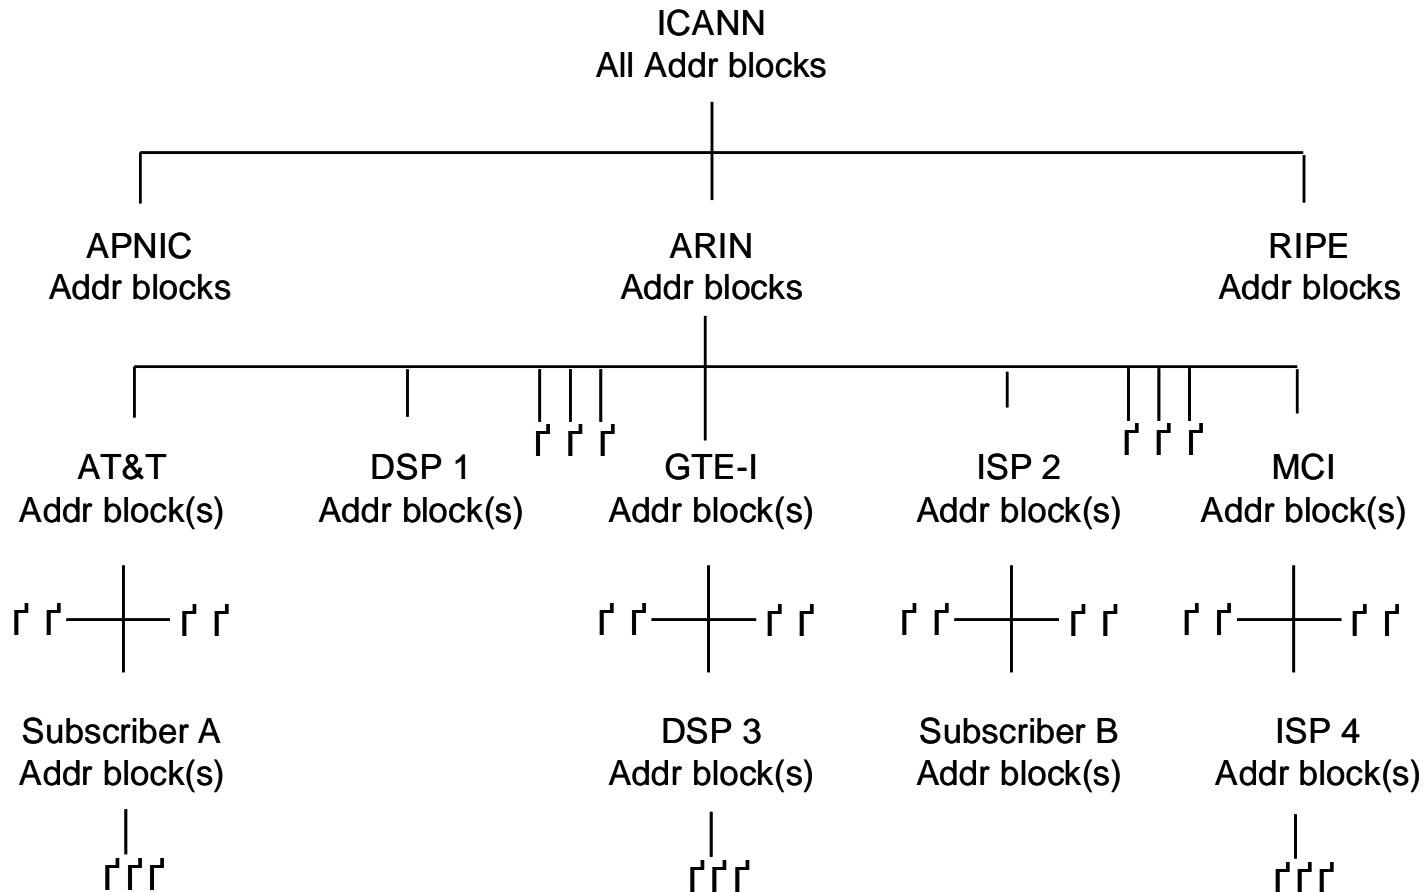 ICANN
All Addr blocks
APNIC
Addr blocks
ARIN
Addr blocks
RIPE
Addr blocks
AT&T
Addr block(s)
DSP 1
Addr block(s)
GTE-I
Addr block(s)
ISP 2
Addr block(s)
MCI
Addr block(s)
Subscriber A
Addr block(s)
DSP 3
Addr block(s)
Subscriber B
Addr block(s)
ISP 4
Addr block(s)